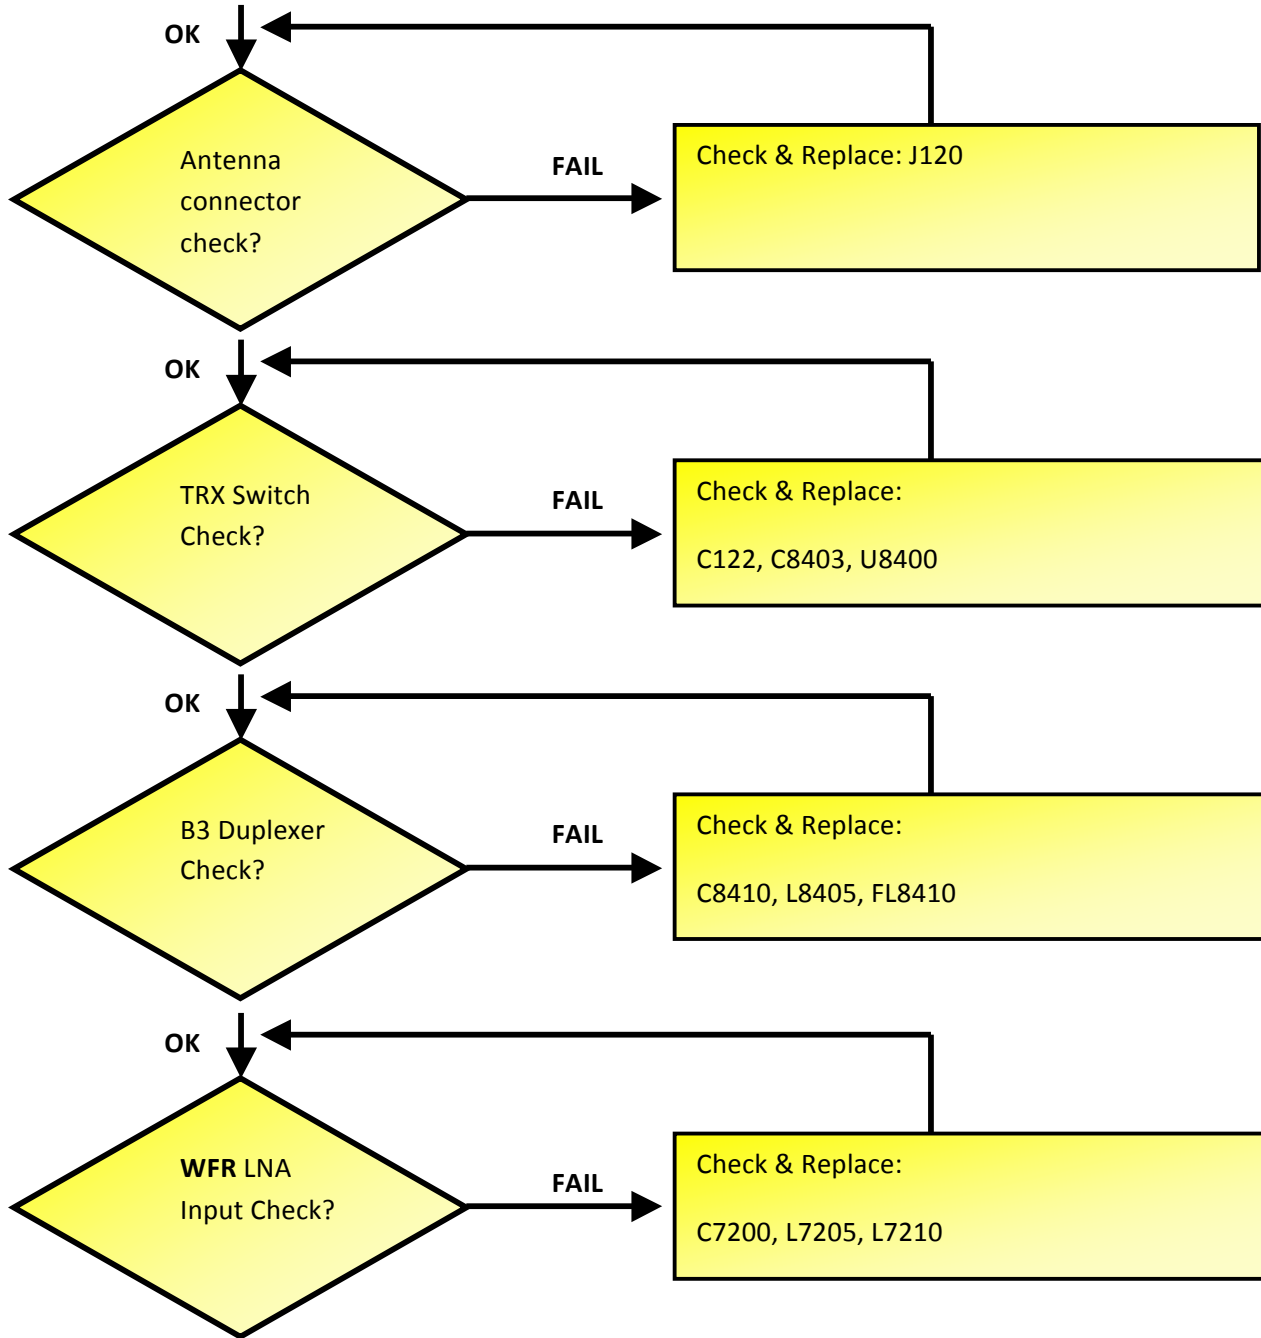 OK
Antenna
connector
check?
FAIL
Check & Replace: J120
OK
TRX Switch
Check?
FAIL
Check & Replace:
C122, C8403, U8400
OK
B3 Duplexer
Check?
FAIL
Check & Replace:
C8410, L8405, FL8410
OK
WFR LNA
Input Check?
FAIL
Check & Replace:
C7200, L7205, L7210